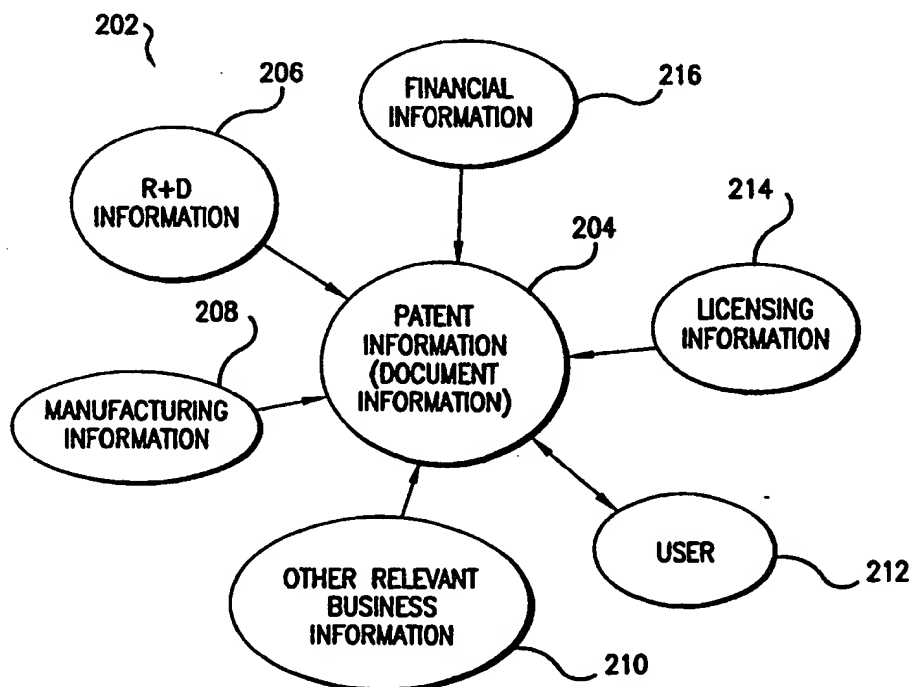 202
206
R+D
INFORMATION
FINANCIAL
INFORMATION
216
204
PATENT
INFORMATION
(DOCUMENT
INFORMATION)
214
LICENSING
INFORMATION
208
MANUFACTURING
INFORMATION
OTHER RELEVANT
BUSINESS
INFORMATION
210
USER
212